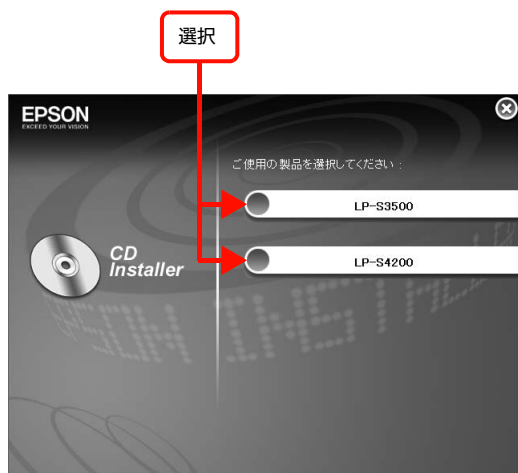 選択
EPSON
EXCEED YOUR VISION
ご使用の製品を選択してください :
LP-S3500
CD
Installer
LP-S4200